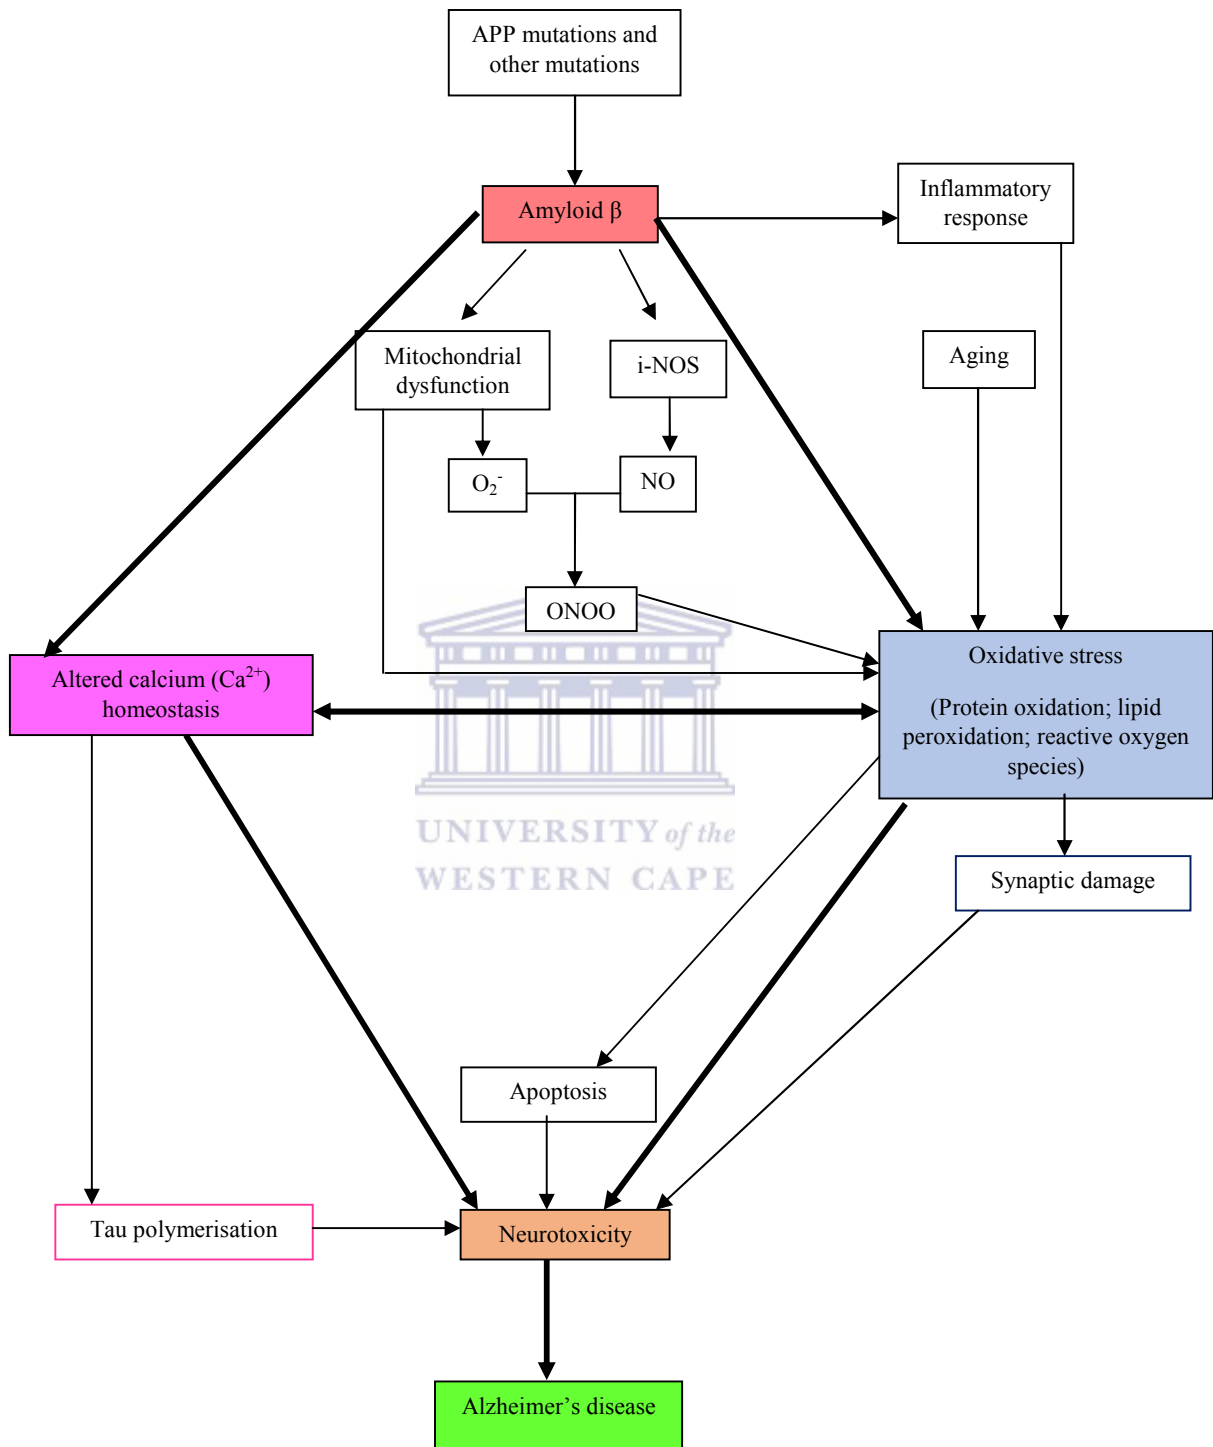 APP mutations and
other mutations
Amyloid β
Inflammatory
response
Mitochondrial
dysfunction
i-NOS
Aging
O₂⁻
NO
ONOO
Altered calcium (Ca²⁺)
homeostasis
Oxidative stress
(Protein oxidation; lipid
peroxidation; reactive oxygen
species)
UNIVERSITY of the
WESTERN CAPE
Synaptic damage
Apoptosis
Tau polymerisation
Neurotoxicity
Alzheimer’s disease